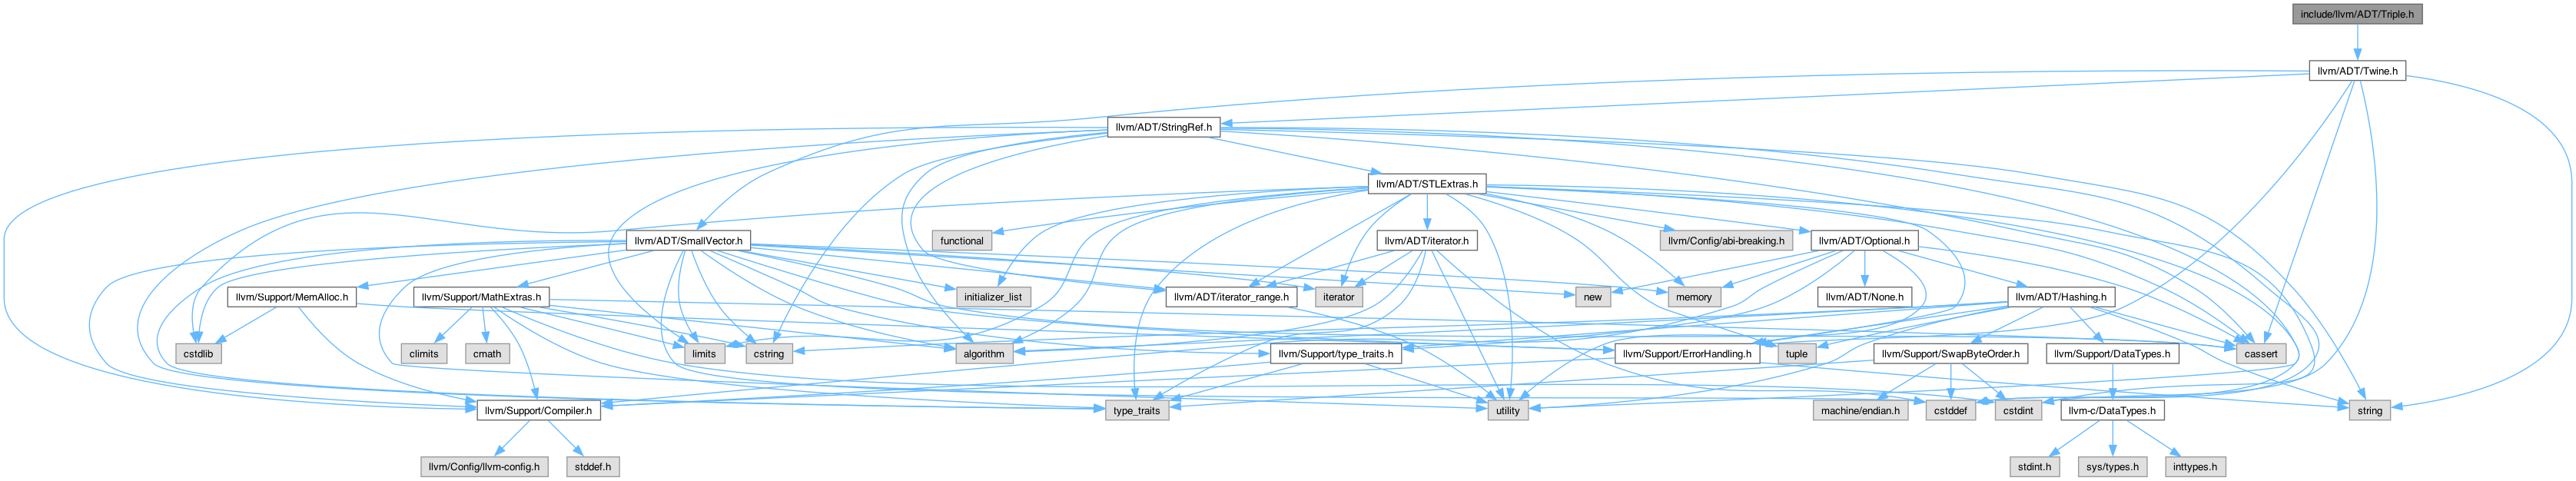 include/llvm/ADT/Triple.h
llvm/ADT/Twine.h
llvm/ADT/StringRef.h
llvm/ADT/STLExtras.h
functional
llvm/ADT/SmallVector.h
llvm/ADT/iterator.h
llvm/Config/abi-breaking.h
llvm/ADT/Optional.h
llvm/Support/MemAlloc.h
llvm/Support/MathExtras.h
initializer_list
llvm/ADT/iterator_range.h
iterator
new
memory
llvm/ADT/None.h
llvm/ADT/Hashing.h
cstdlib
climits
cmath
limits
cstring
algorithm
llvm/Support/type_traits.h
llvm/Support/ErrorHandling.h
tuple
llvm/Support/SwapByteOrder.h
llvm/Support/DataTypes.h
cassert
llvm/Support/Compiler.h
type_traits
utility
cstddef
machine/endian.h
cstdint
llvm-c/DataTypes.h
string
llvm/Config/llvm-config.h
stddef.h
stdint.h
sys/types.h
inttypes.h